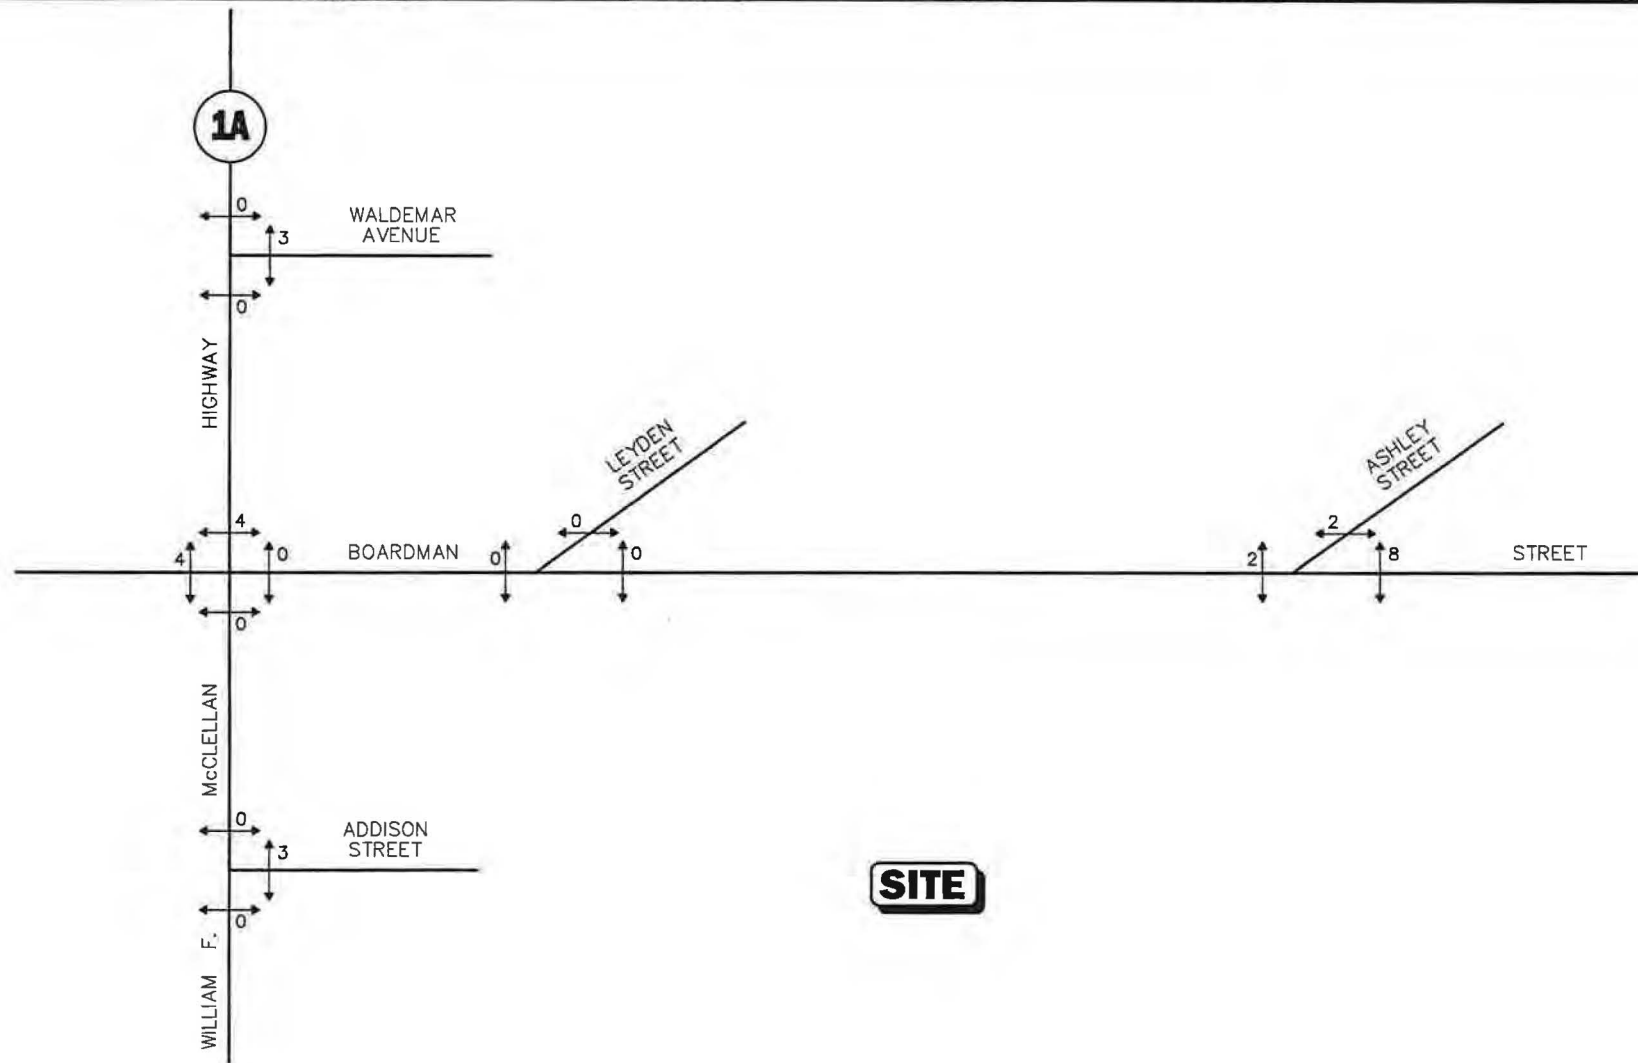 1A
0
WALDEMAR
AVENUE
3
0
HIGHWAY
LEYDEN
STREET
ASHLEY
STREET
4
4
0
BOARDMAN
0
0
0
2
2
8
STREET
0
McCLELLAN
0
ADDISON
STREET
3
0
SITE
WILLIAM F.